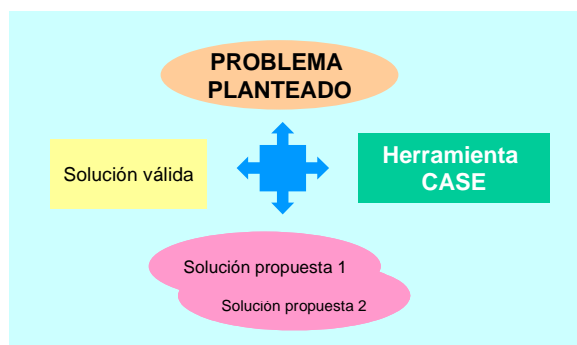 PROBLEMA
PLANTEADO
Solución válida
Herramienta
CASE
Solución propuesta 1
Solución propuesta 2